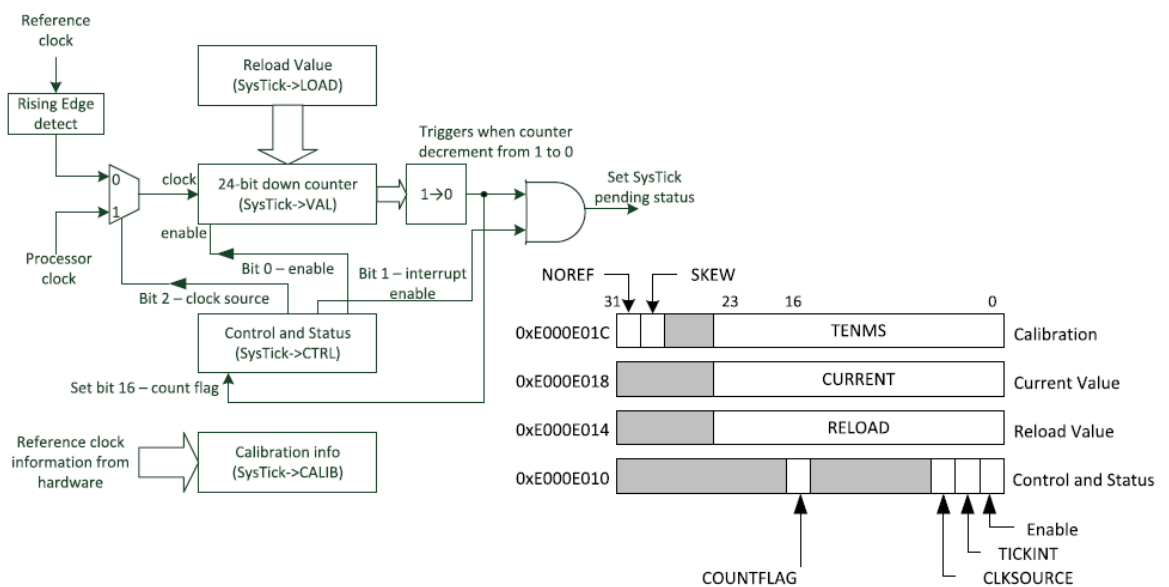 Reference
clock
Rising Edge
detect
Reload Value
(SysTick->LOAD)
Triggers when counter
decrement from 1 to 0
0
1
clock
24-bit down counter
(SysTick->VAL)
1→0
Set SysTick
pending status
enable
Processor
clock
Bit 0 – enable
Bit 1 – interrupt
enable
Bit 2 – clock source
Control and Status
(SysTick->CTRL)
Set bit 16 – count flag
Reference clock
information from
hardware
Calibration info
(SysTick->CALIB)
NOREF
SKEW
31
23
16
0
0xE000E01C
TENMS
Calibration
0xE000E018
CURRENT
Current Value
0xE000E014
RELOAD
Reload Value
0xE000E010
Control and Status
Enable
TICKINT
COUNTFLAG
CLKSOURCE